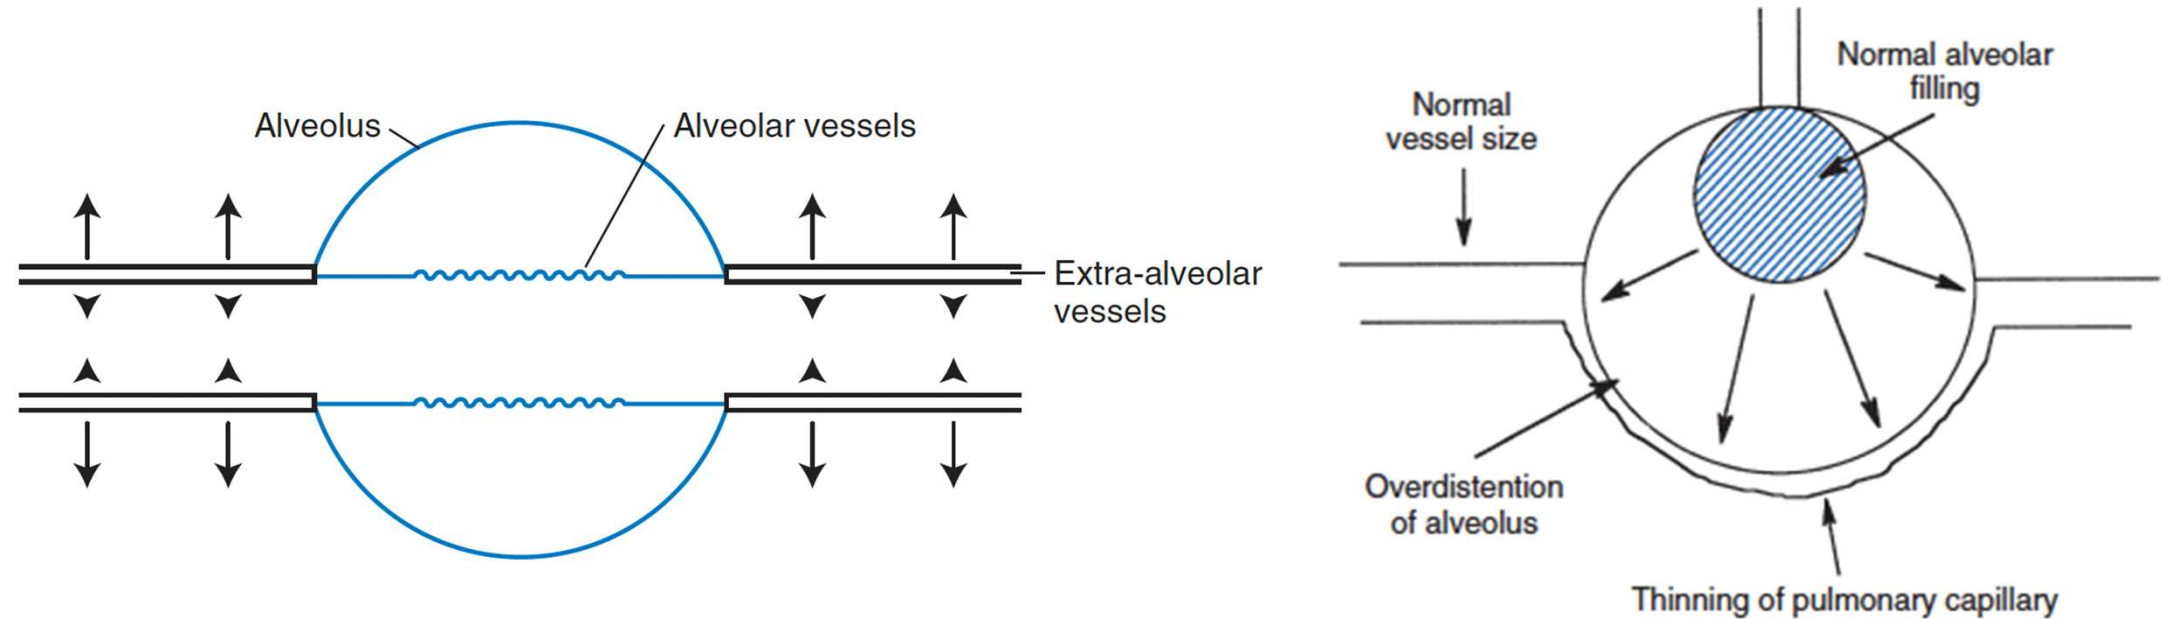 Alveolus
Alveolar vessels
Extra-alveolar
vessels
Normal
vessel size
Normal alveolar
filling
Overdistention
of alveolus
Thinning of pulmonary capillary